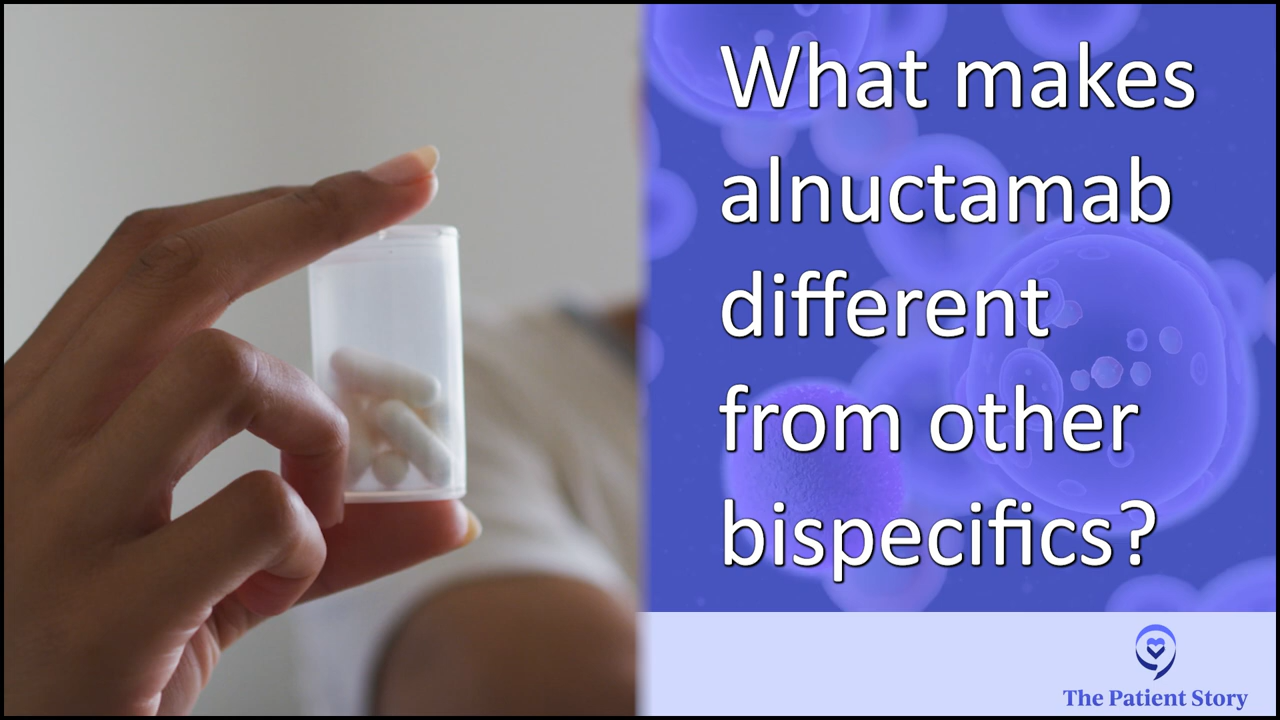 What makes
alnuctamab
different
from other
bispecifics?
The Patient Story